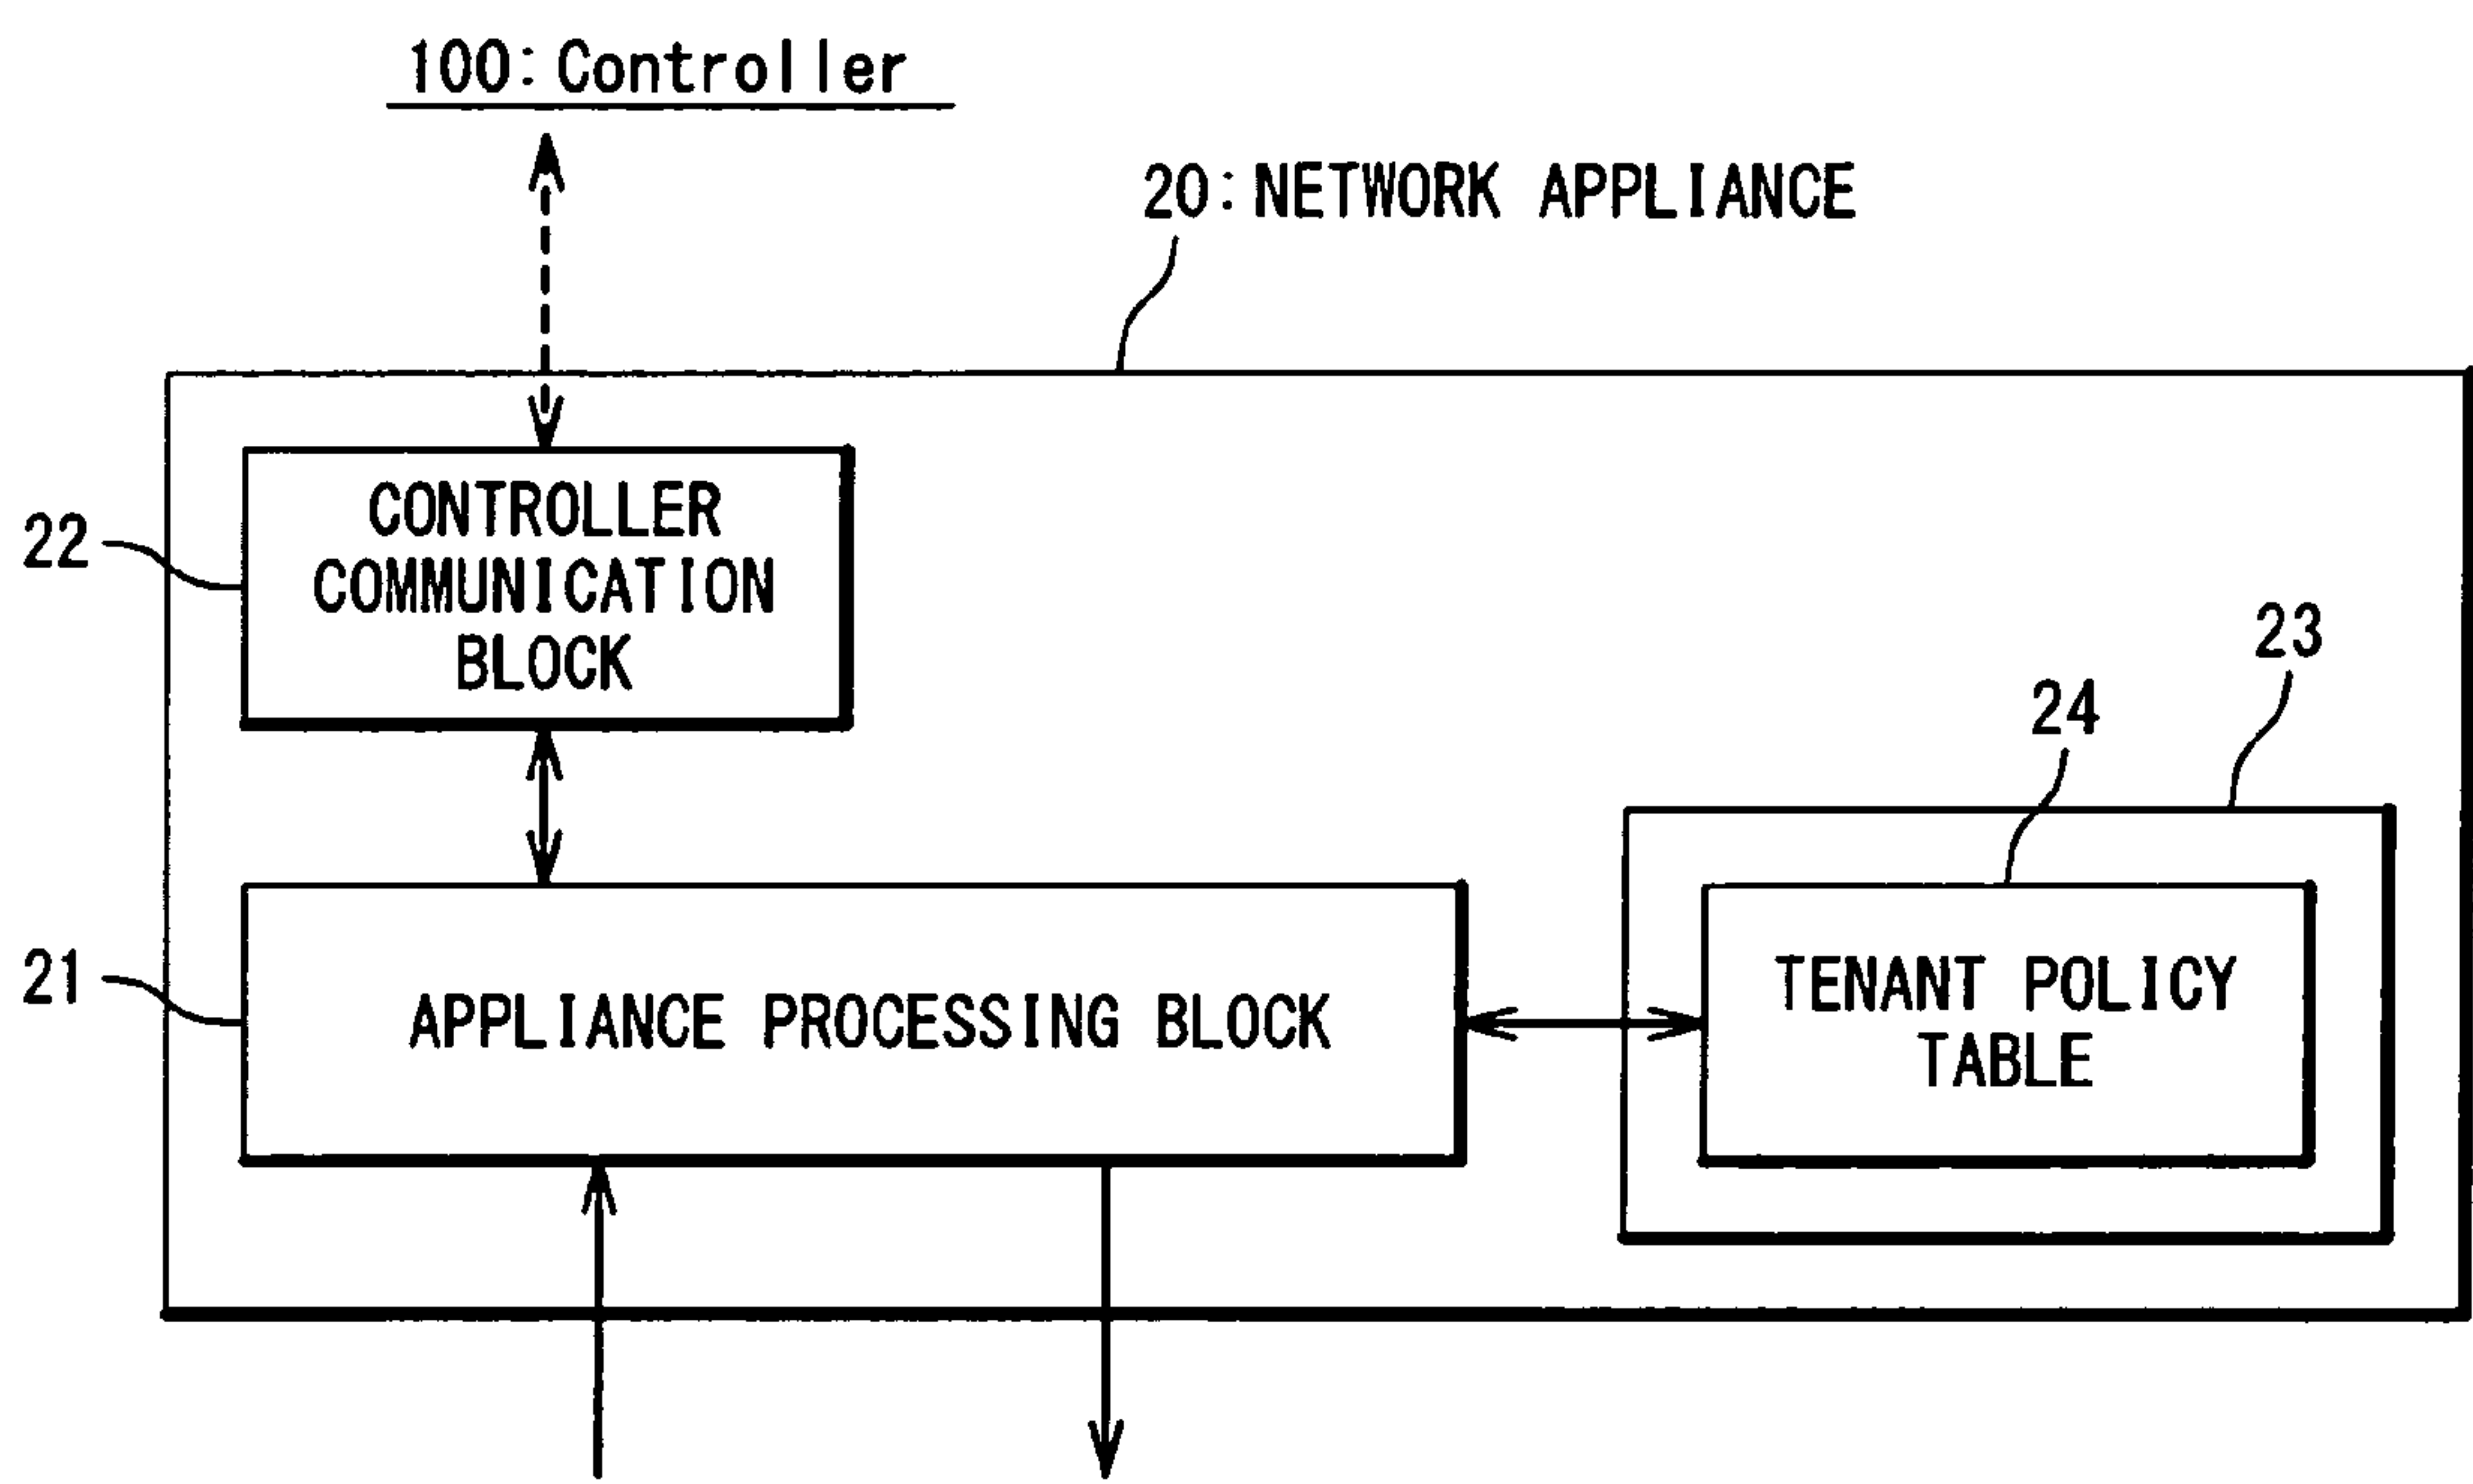 100:Controller
20:NETWORK APPLIANCE
CONTROLLER
COMMUNICATION
BLOCK
22
23
24
21
APPLIANCE PROCESSING BLOCK
TENANT POLICY
TABLE